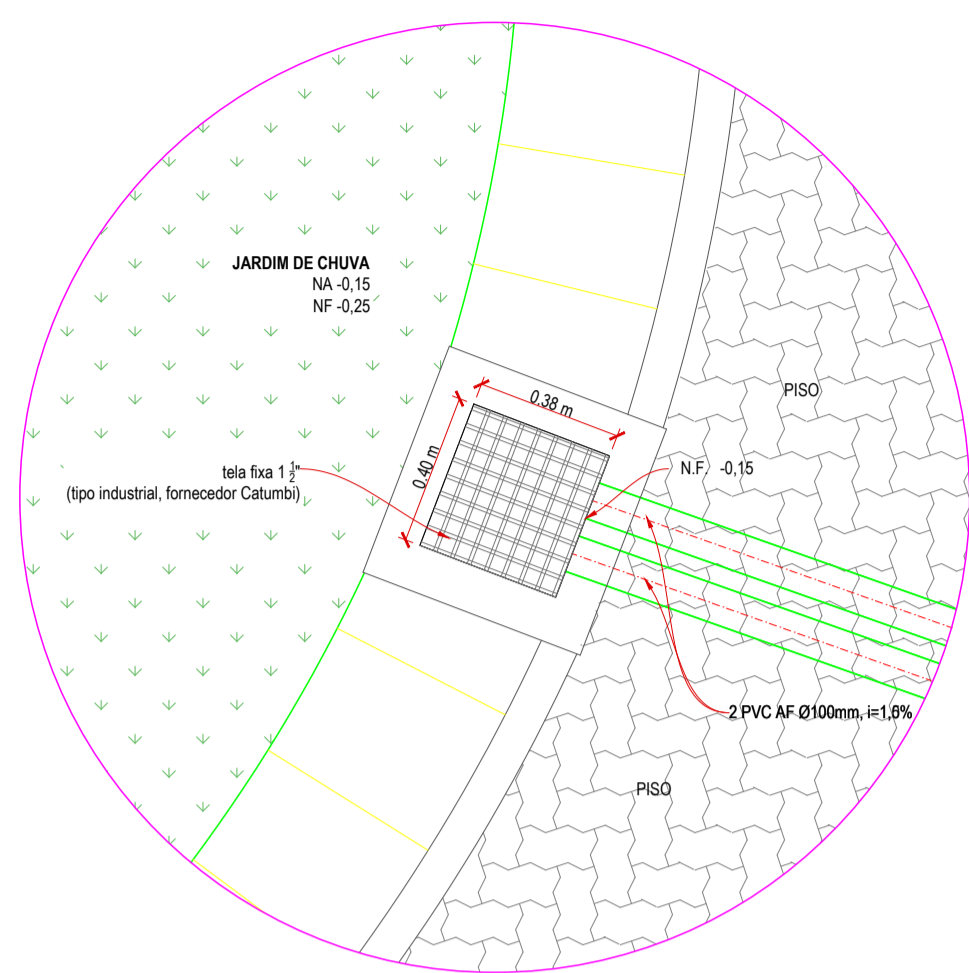 JARDIM DE CHUVA
NA -0,15
NF -0,25
0.38 m
PISO
0.40 m
tela fixa 1 1/2"
(tipo industrial, fornecedor Catumbi)
N.F. -0,15
2 PVC AF Ø100mm, i=1,6%
PISO